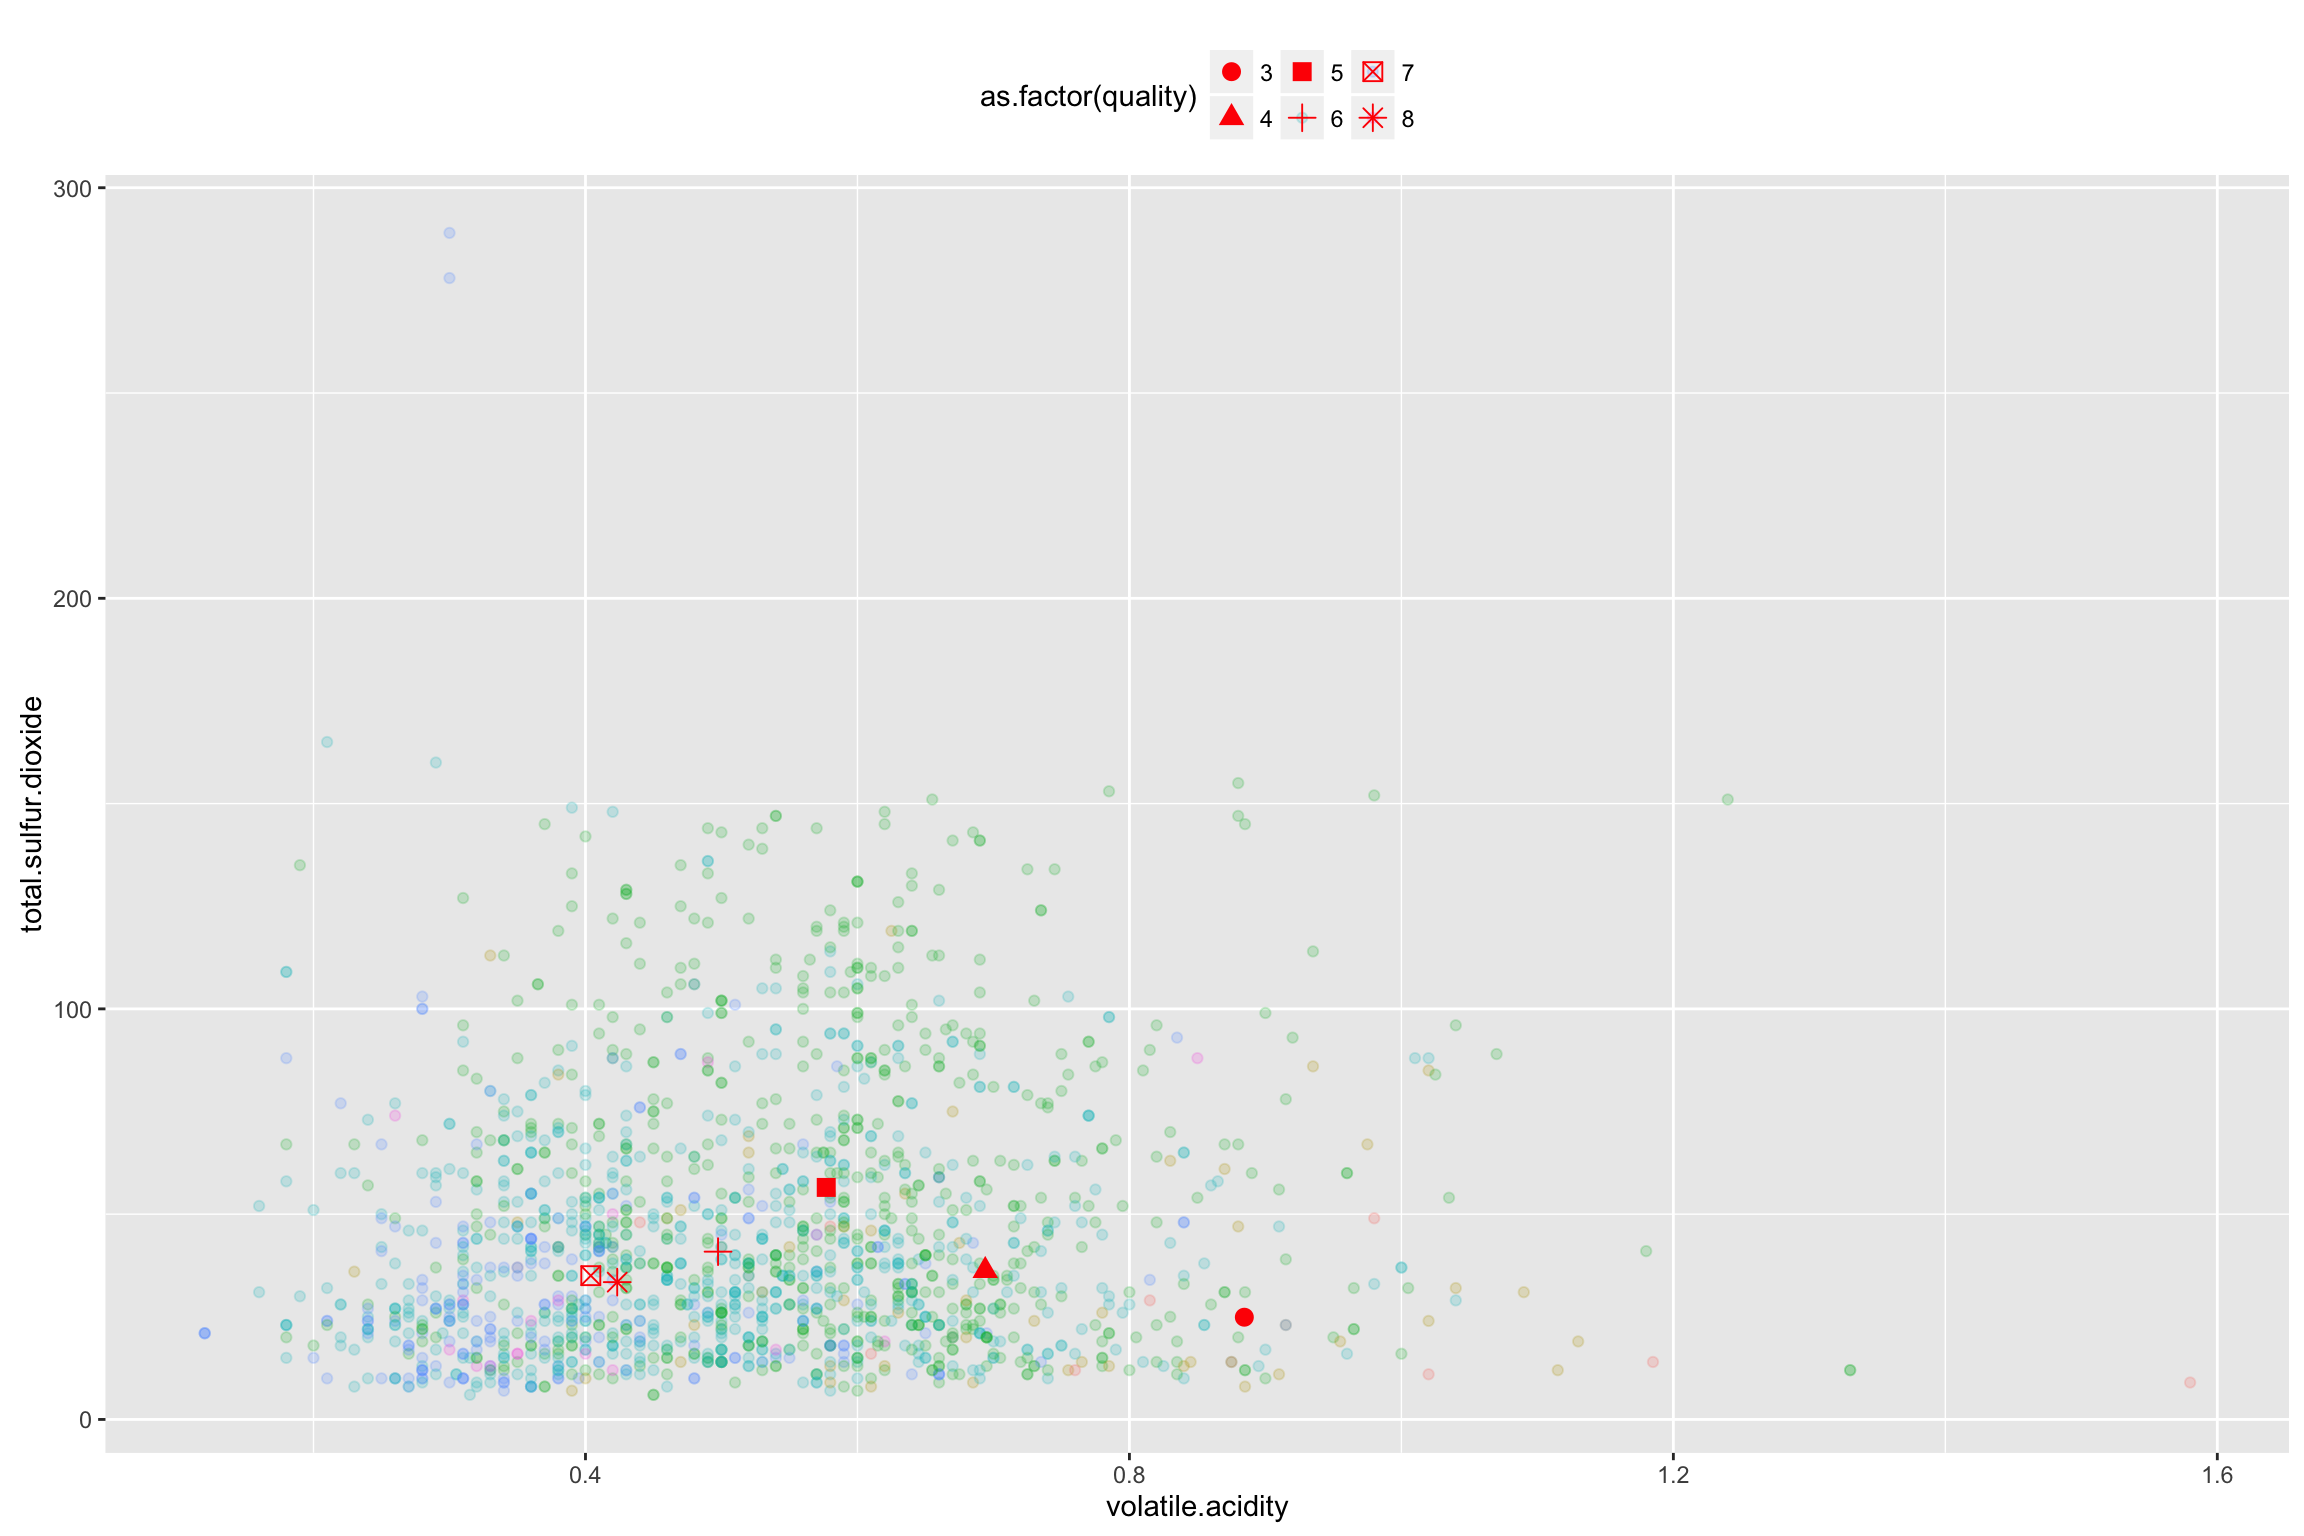 3 5 7
as.factor(quality)
4 6 8
300
200
100
0
total.sulfur.dioxide
0.4 0.8 1.2 1.6
volatile.acidity